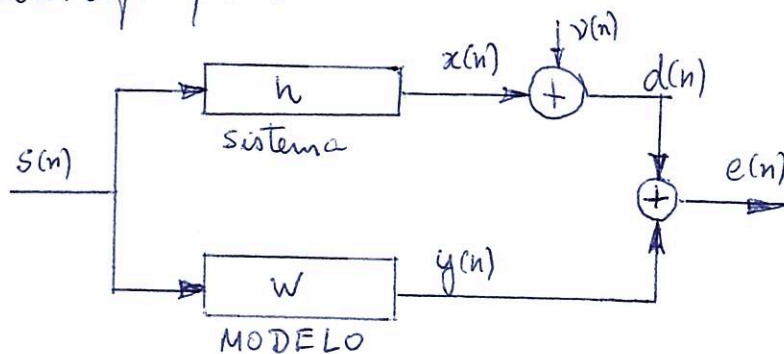 ν(n)
x(n)
d(n)
h
+
sistema
s(n)
e(n)
+
y(n)
W
MODELO